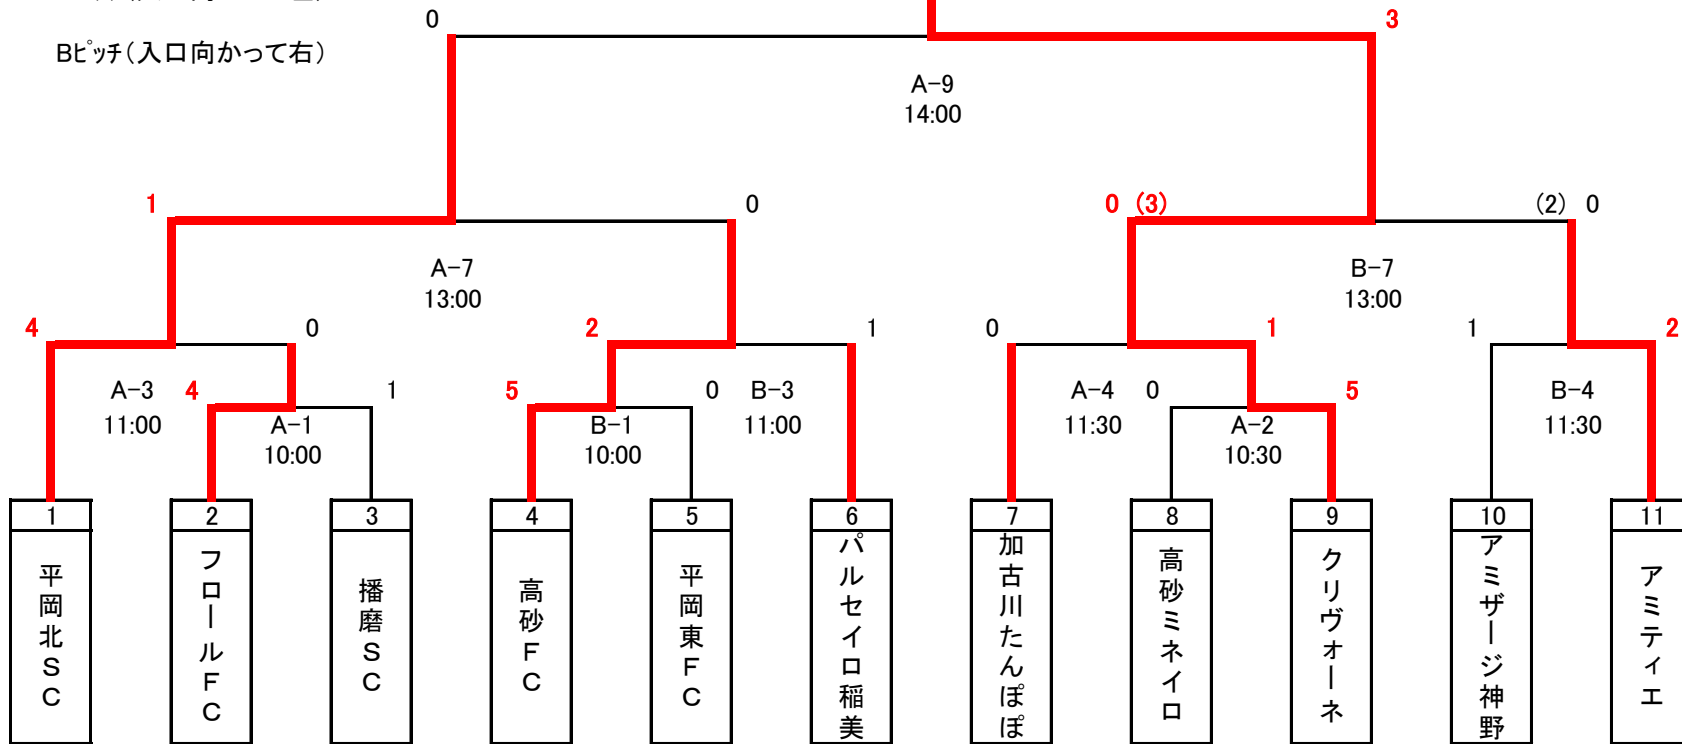 0
3
Bピッチ(入口向かって右)
A-9
14:00
1
0
0 (3)
(2) 0
A-7
13:00
B-7
13:00
4
0
2
1
0
1
1
2
A-3
11:00
4
1
A-1
10:00
5
0
B-1
10:00
B-3
11:00
A-4
11:30
0
5
A-2
10:30
B-4
11:30
1
2
3
4
5
6
7
8
9
10
11
平岡北SC
フロールFC
播磨SC
高砂FC
平岡東FC
パルセイロ稲美
加古川たんぽぽ
高砂ミネイロ
クリヴォーネ
アミザージ神野
アミティエ